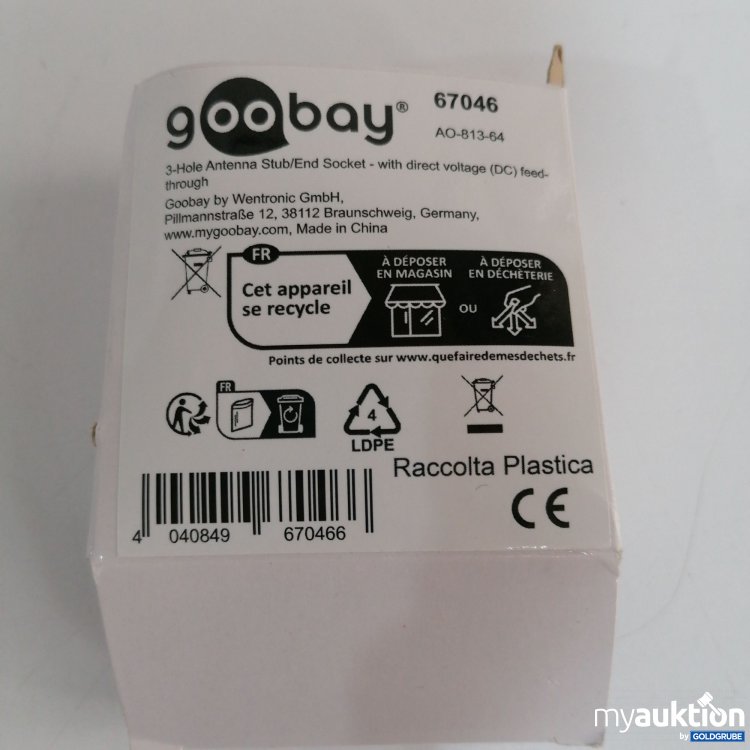 goobay® 67046
AO-813-64
3-Hole Antenna Stub/End Socket - with direct voltage (DC) feed-
through
Goobay by Wentronic GmbH,
Pillmannstraße 12, 38112 Braunschweig, Germany,
www.mygoobay.com, Made in China
FR
Cet appareil
se recycle
À DÉPOSER
EN MAGASIN
OU
À DÉPOSER
EN DÉCHÈTERIE
Points de collecte sur www.quefairedemesdechets.fr
FR
4
LDPE
Raccolta Plastica
CE
4 040849 670466
myauktion
by GOLDGRUBE